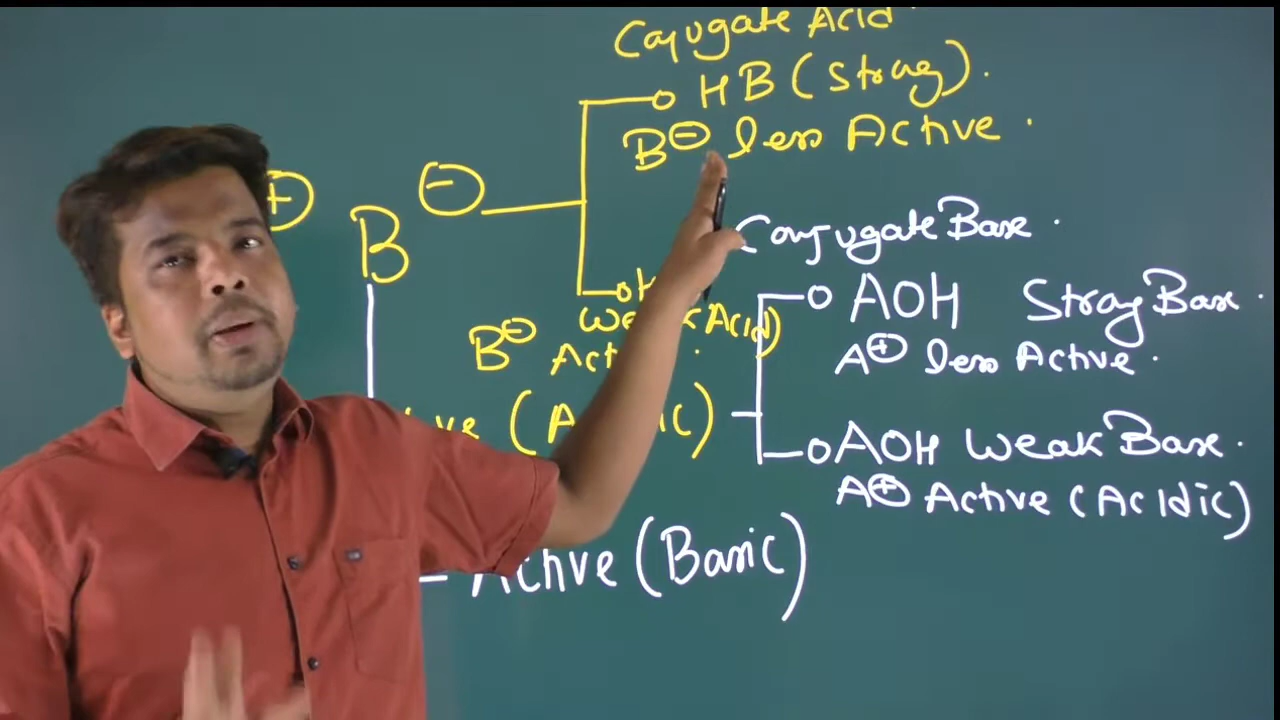 Conjugate Acid
HB (Strong).
B⊖ less Active.
⊕
B ⊖
Conjugate Base.
AOH Strong Base.
Weak Acid)
B⊖
A⊕ less Active.
AOH Weak Base.
A⊕ Active (Acidic)
Active (Basic)